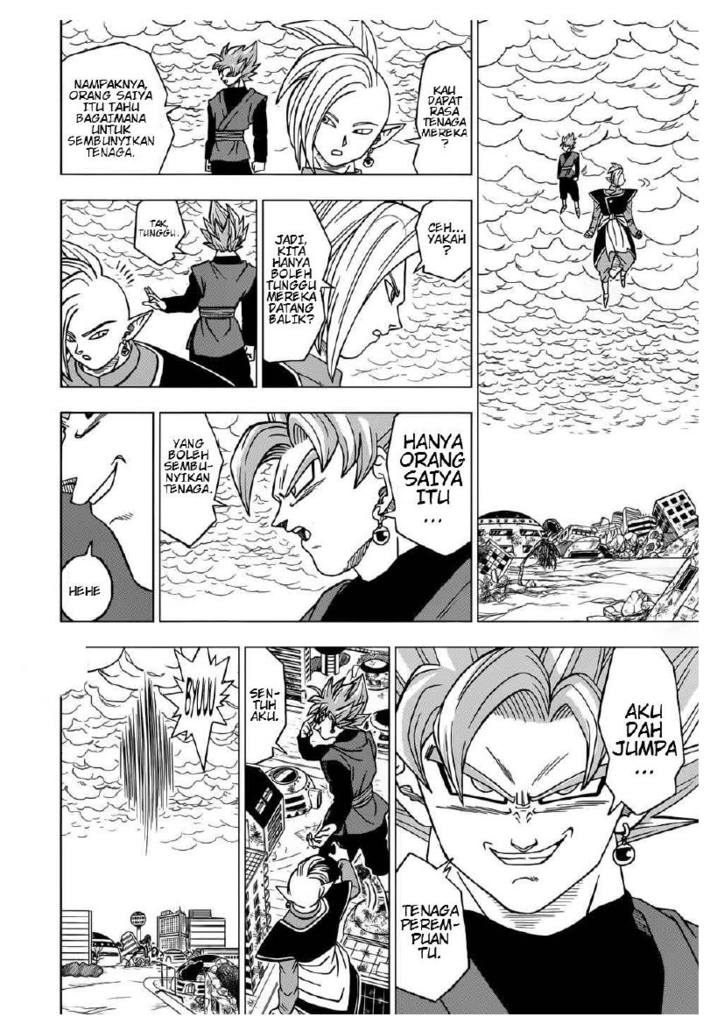 KAU
DAPAT
RASA
TENAGA
MEREKA
?
NAMPAKNYA,
ORANG SAIYA
ITU TAHU
BAGAIMANA
UNTUK
SEMBUNYIKAN
TENAGA.
CEH...
YAKAH
?
JADI,
KITA
HANYA
BOLEH
TUNGGU
MEREKA
DATANG
BALIK?
TAK,
TUNGGU.
HANYA
ORANG
SAIYA
ITU
...
YANG
BOLEH
SEMBU-
NYIKAN
TENAGA.
HEHE
AKU
DAH
JUMPA
...
TENAGA
PEREM-
PUAN
TU.
SEN-
TUH
AKU.
BYUU